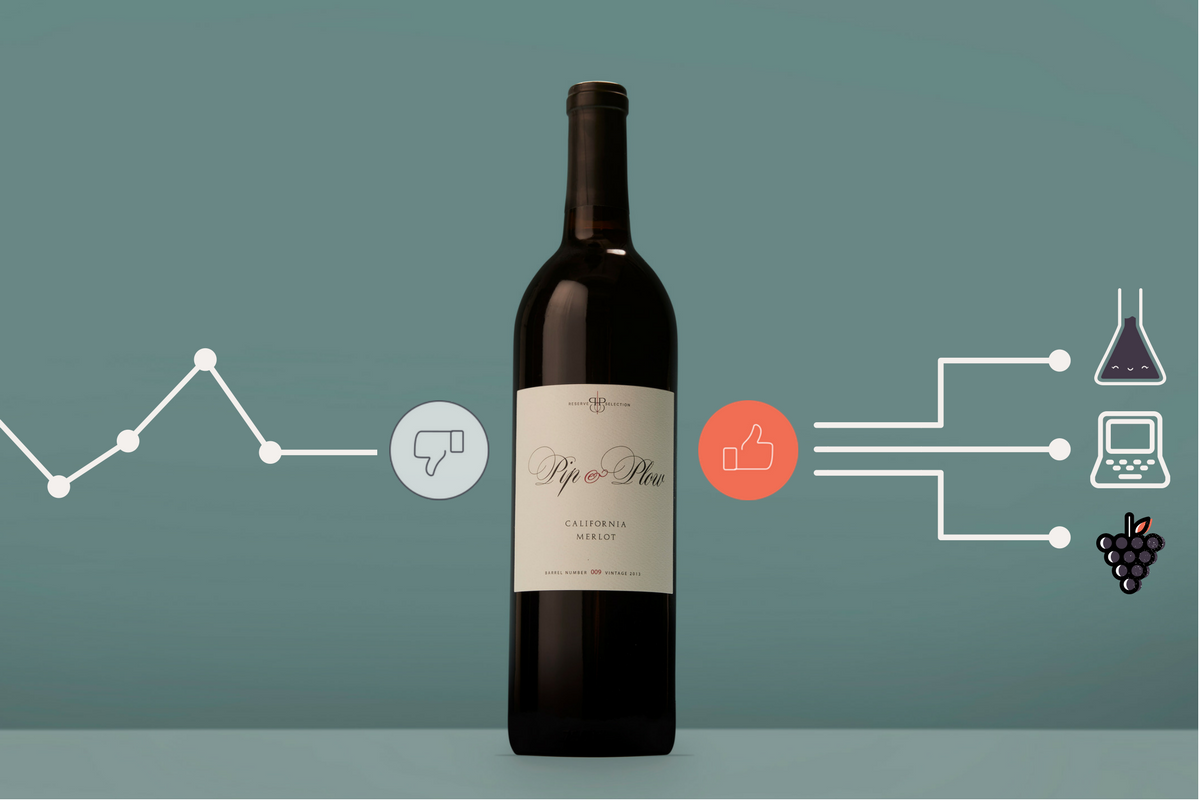 RESERVE SELECTION
Pip & Plow
CALIFORNIA
MERLOT
BARREL NUMBER 009 VINTAGE 2012